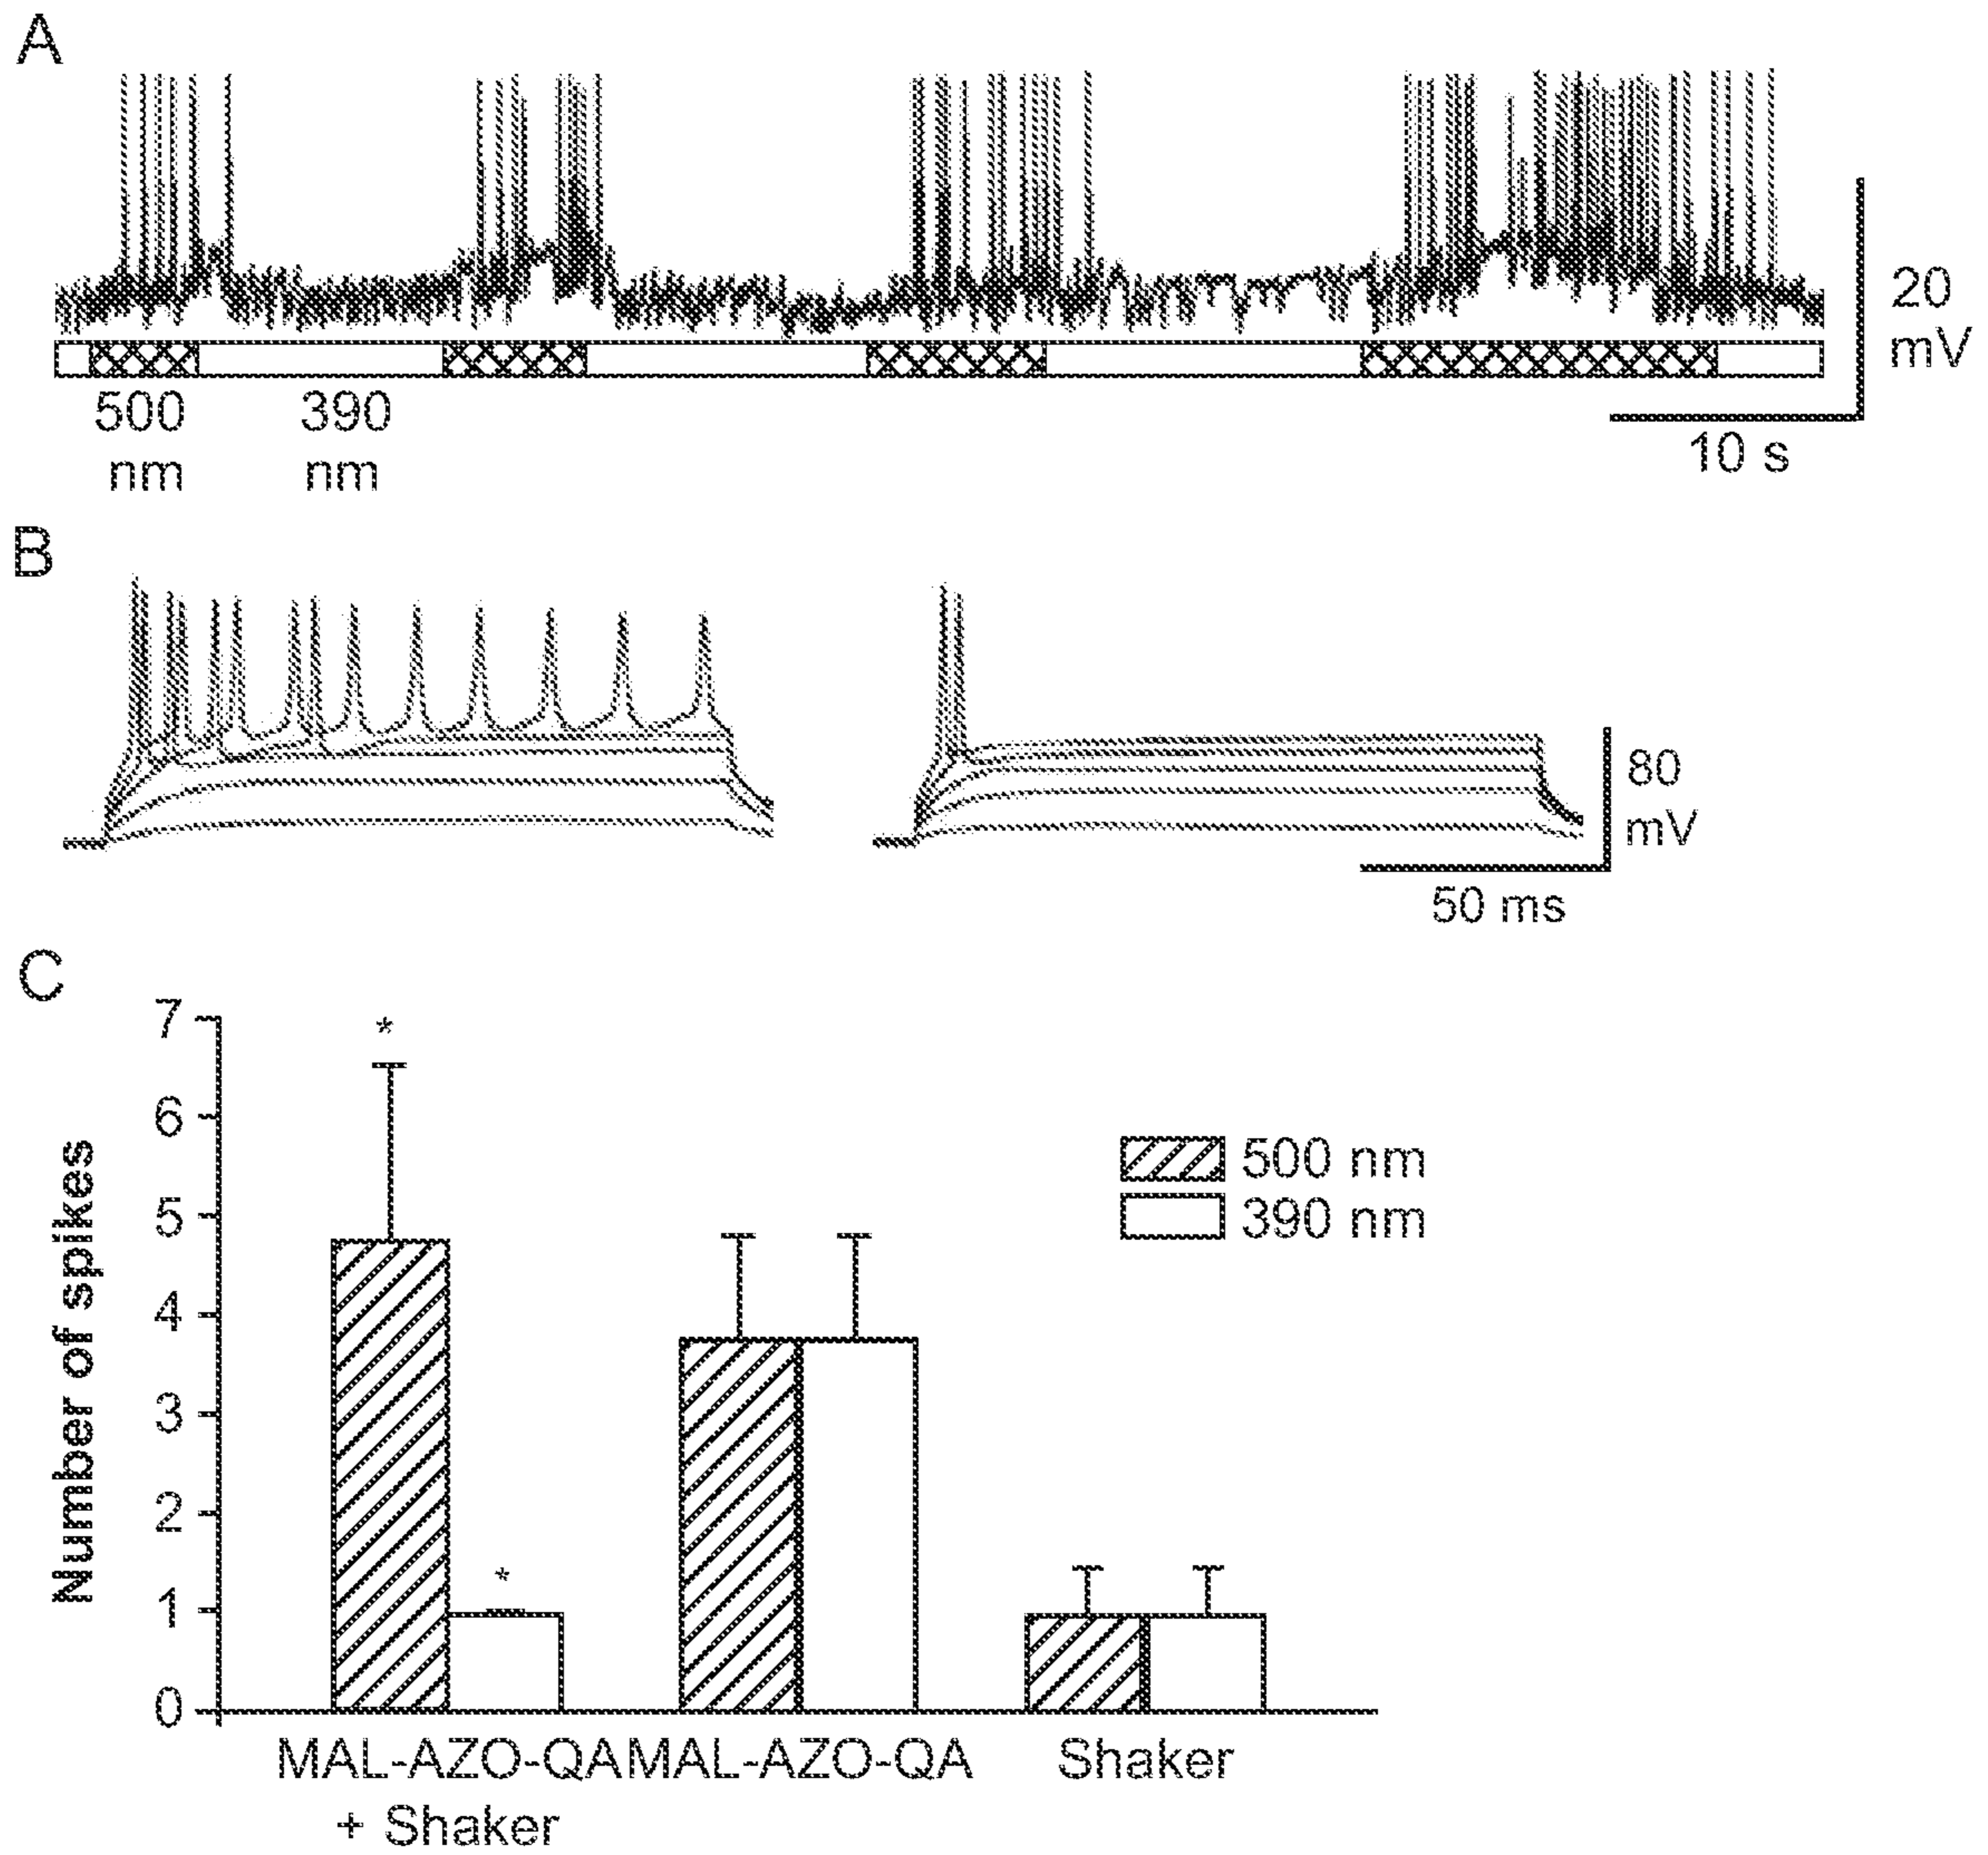 A
20
mV
500
nm
390
nm
10 s
B
80
mV
50 ms
C
7
6
5
4
3
2
1
0
Number of spikes
*
*
500 nm
390 nm
MAL-AZO-QA
+ Shaker
MAL-AZO-QA
Shaker